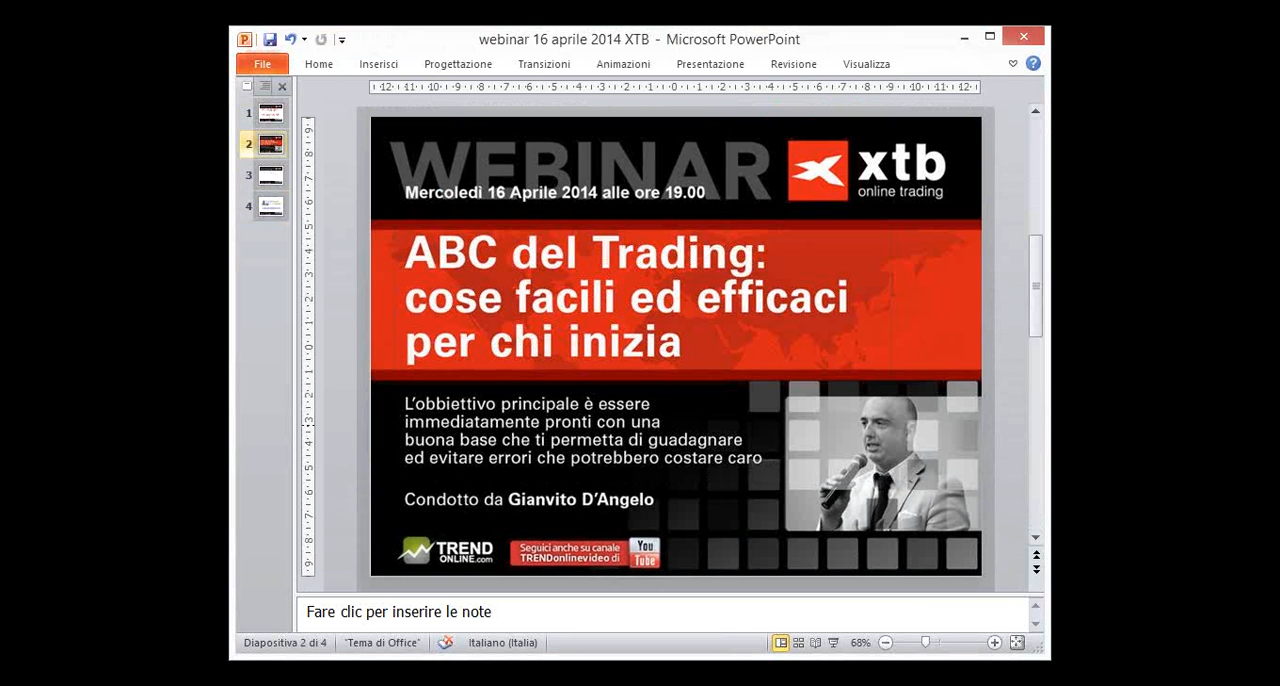 webinar 16 aprile 2014 XTB - Microsoft PowerPoint
File Home Inserisci Progettazione Transizioni Animazioni Presentazione Revisione Visualizza
1
2
3
4
WEBINAR
Mercoledì 16 Aprile 2014 alle ore 19.00
xtb
online trading
ABC del Trading:
cose facili ed efficaci
per chi inizia
L'obbiettivo principale è essere
immediatamente pronti con una
buona base che ti permetta di guadagnare
ed evitare errori che potrebbero costare caro
Condotto da Gianvito D'Angelo
TREND
ONLINE.com
Seguici anche su canale
TRENDonlinevideo di
You
Tube
Fare clic per inserire le note
Diapositiva 2 di 4 "Tema di Office" Italiano (Italia) 68%